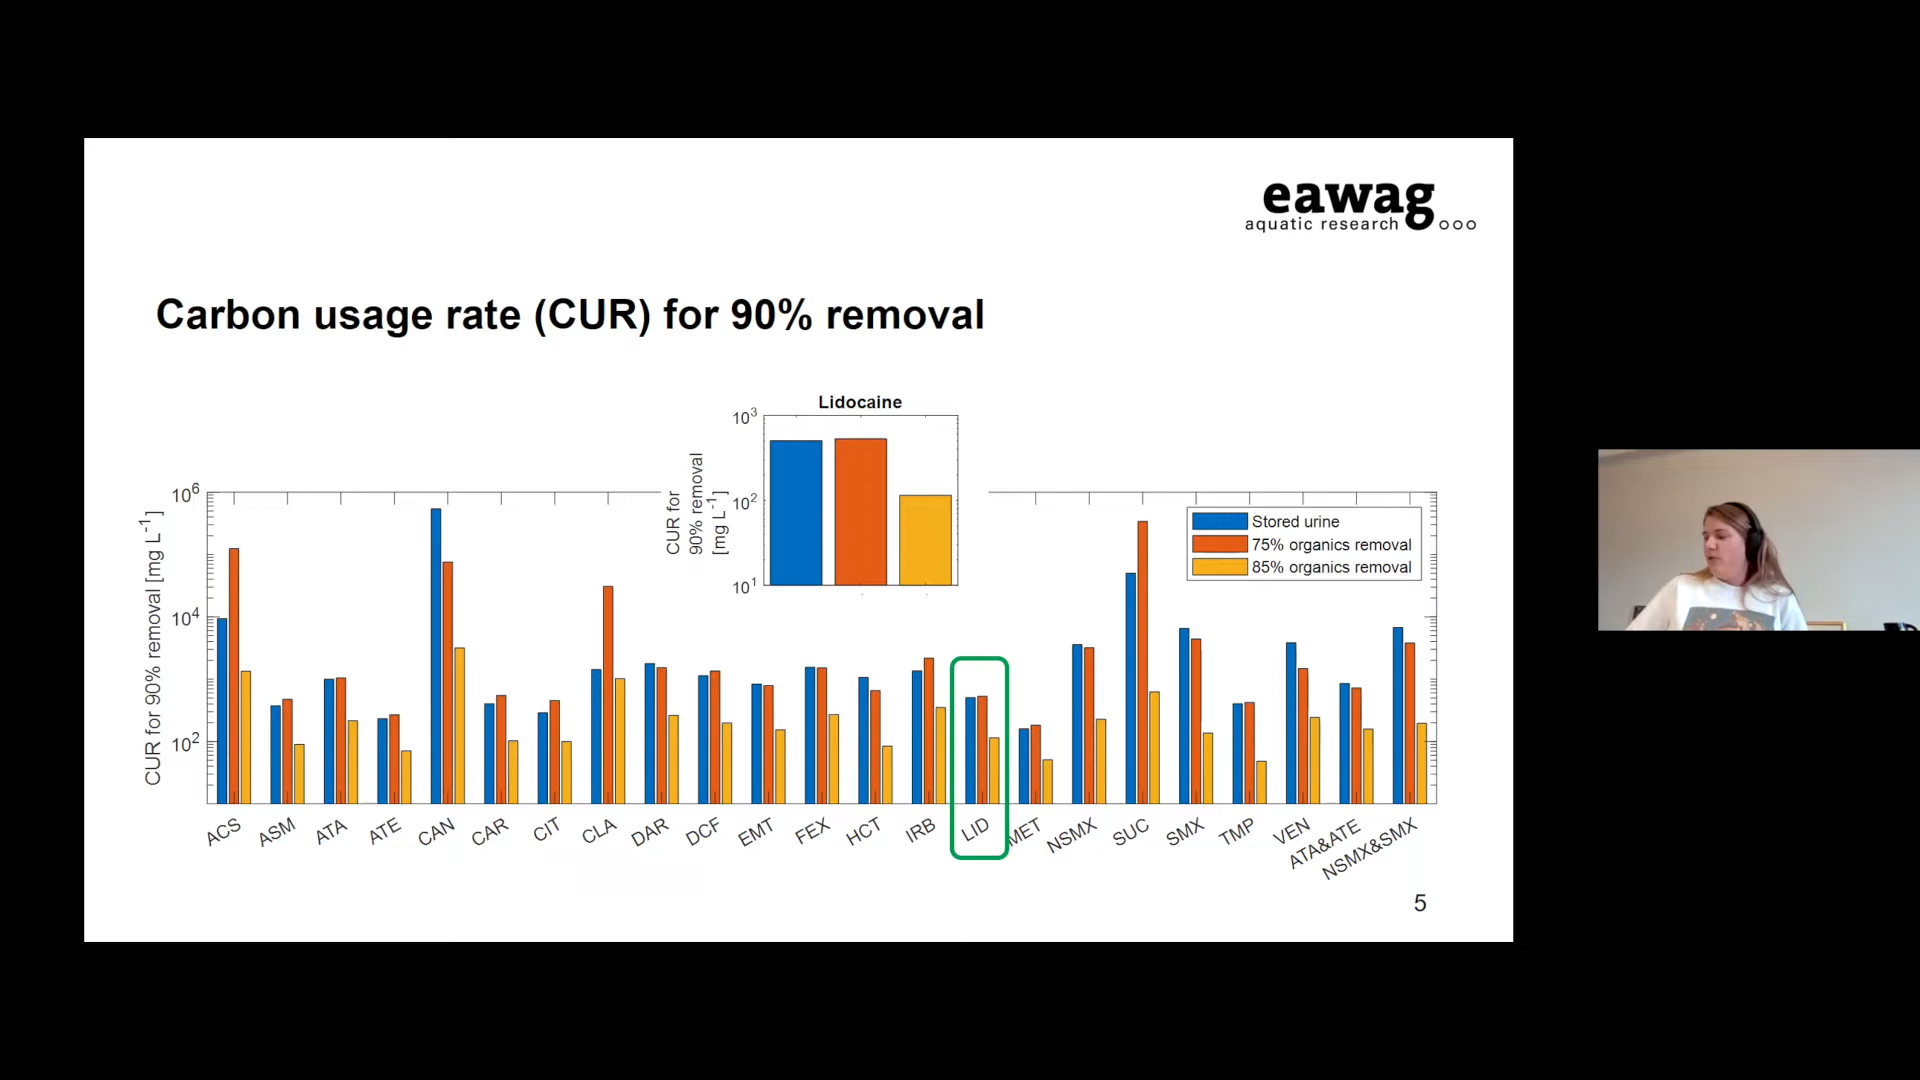 eawag
aquatic research
Carbon usage rate (CUR) for 90% removal
Lidocaine
CUR for
90% removal
[mg L-1]
10^3
10^2
10^1
CUR for 90% removal [mg L-1]
10^6
10^4
10^2
Stored urine
75% organics removal
85% organics removal
ACS
ASM
ATA
ATE
CAN
CAR
CIT
CLA
DAR
DCF
EMT
FEX
HCT
IRB
LID
MET
NSMX
SUC
SMX
TMP
VEN
ATA&ATE
NSMX&SMX
5